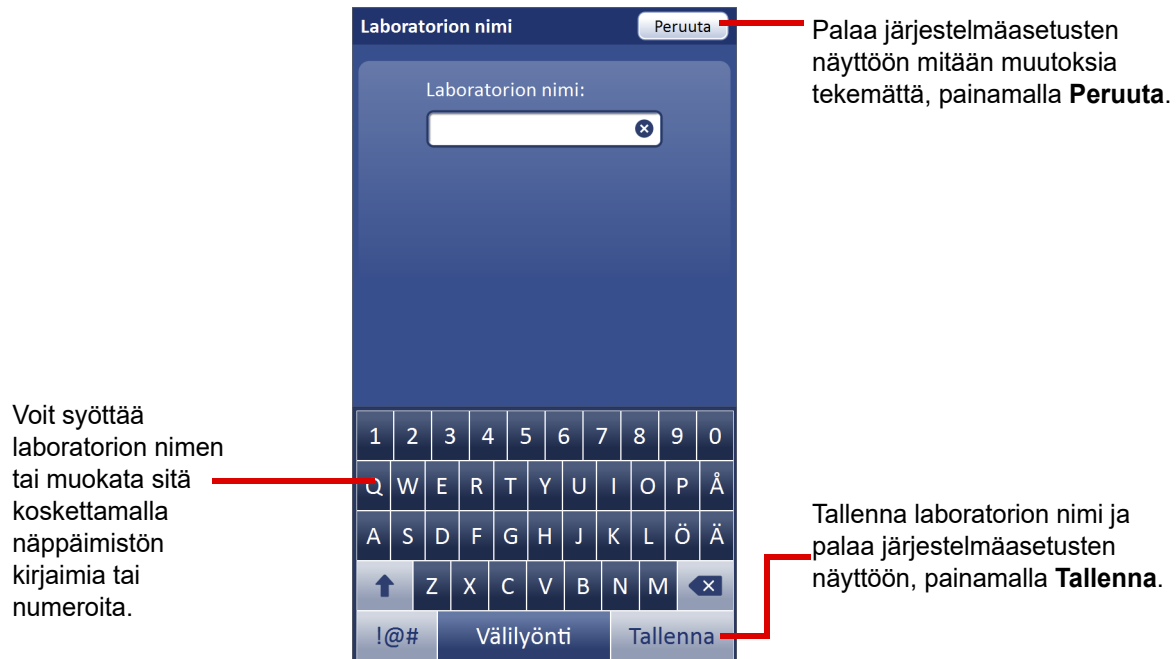 Laboratorion nimi
Peruuta
Laboratorion nimi:
Palaa järjestelmäasetusten
näyttöön mitään muutoksia
tekemättä, painamalla Peruuta.
Voit syöttää
laboratorion nimen
tai muokata sitä
koskettamalla
näppäimistön
kirjaimia tai
numeroita.
1 2 3 4 5 6 7 8 9 0
Q W E R T Y U I O P Å
A S D F G H J K L Ö Ä
Z X C V B N M
!@# Välilyönti Tallenna
Tallenna laboratorion nimi ja
palaa järjestelmäasetusten
näyttöön, painamalla Tallenna.